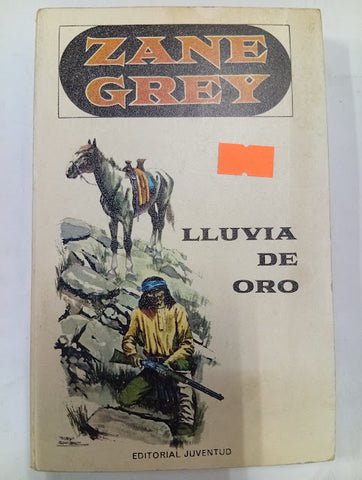 ZANE
GREY
LLUVIA
DE
ORO
EDITORIAL JUVENTUD